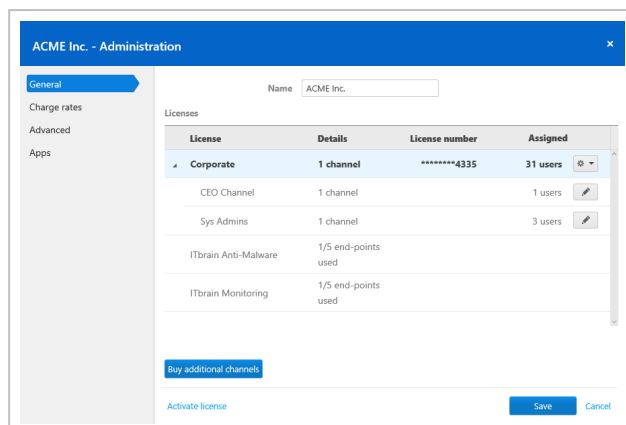 ACME Inc. - Administration ×
General
Charge rates
Advanced
Apps
Name ACME Inc.
Licenses
License Details License number Assigned
Corporate 1 channel ********4335 31 users
CEO Channel 1 channel 1 users
Sys Admins 1 channel 3 users
ITbrain Anti-Malware 1/5 end-points
used
ITbrain Monitoring 1/5 end-points
used
Buy additional channels
Activate license Save Cancel